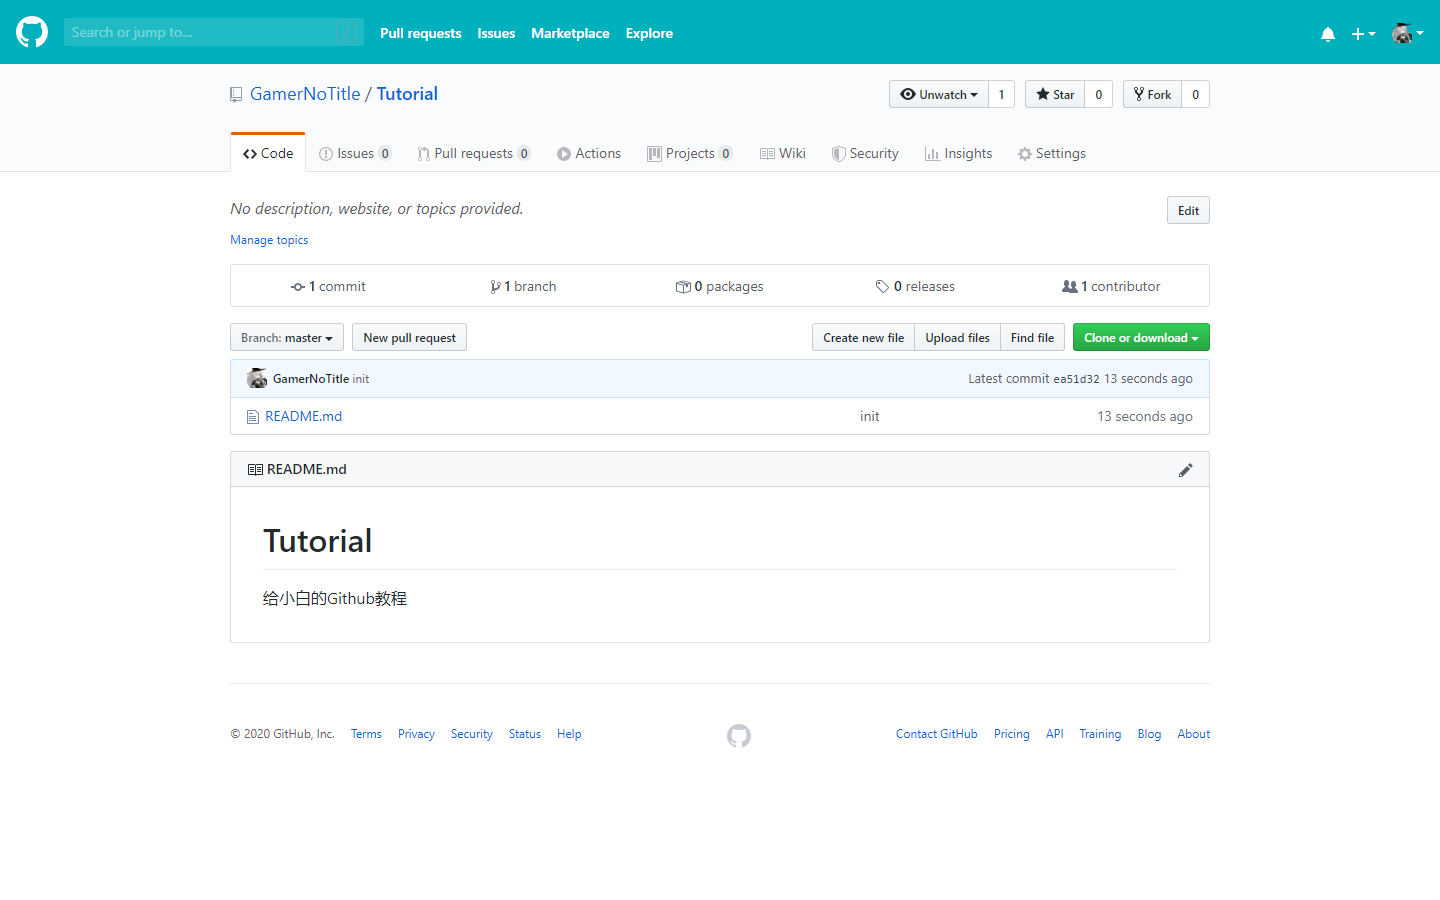 Search or jump to... / Pull requests Issues Marketplace Explore
GamerNoTitle / Tutorial Unwatch 1 Star 0 Fork 0
Code Issues 0 Pull requests 0 Actions Projects 0 Wiki Security Insights Settings
No description, website, or topics provided. Edit
Manage topics
1 commit 1 branch 0 packages 0 releases 1 contributor
Branch: master New pull request Create new file Upload files Find file Clone or download
GamerNoTitle init Latest commit ea51d32 13 seconds ago
README.md init 13 seconds ago
README.md
Tutorial
给小白的Github教程
© 2020 GitHub, Inc. Terms Privacy Security Status Help Contact GitHub Pricing API Training Blog About